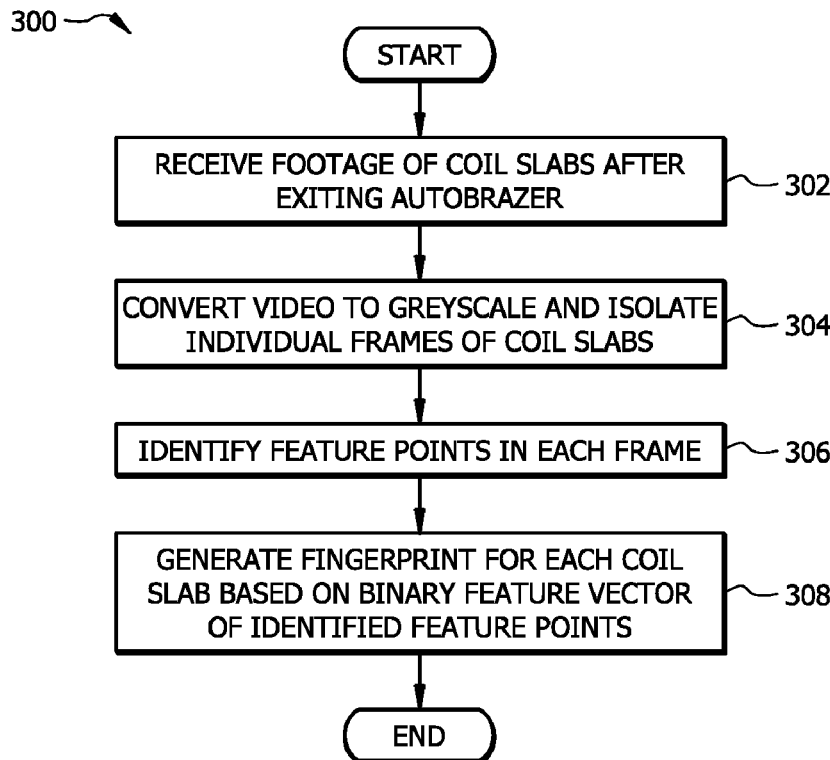 300
START
RECEIVE FOOTAGE OF COIL SLABS AFTER
EXITING AUTOBRAZER
302
CONVERT VIDEO TO GREYSCALE AND ISOLATE
INDIVIDUAL FRAMES OF COIL SLABS
304
IDENTIFY FEATURE POINTS IN EACH FRAME
306
GENERATE FINGERPRINT FOR EACH COIL
SLAB BASED ON BINARY FEATURE VECTOR
OF IDENTIFIED FEATURE POINTS
308
END